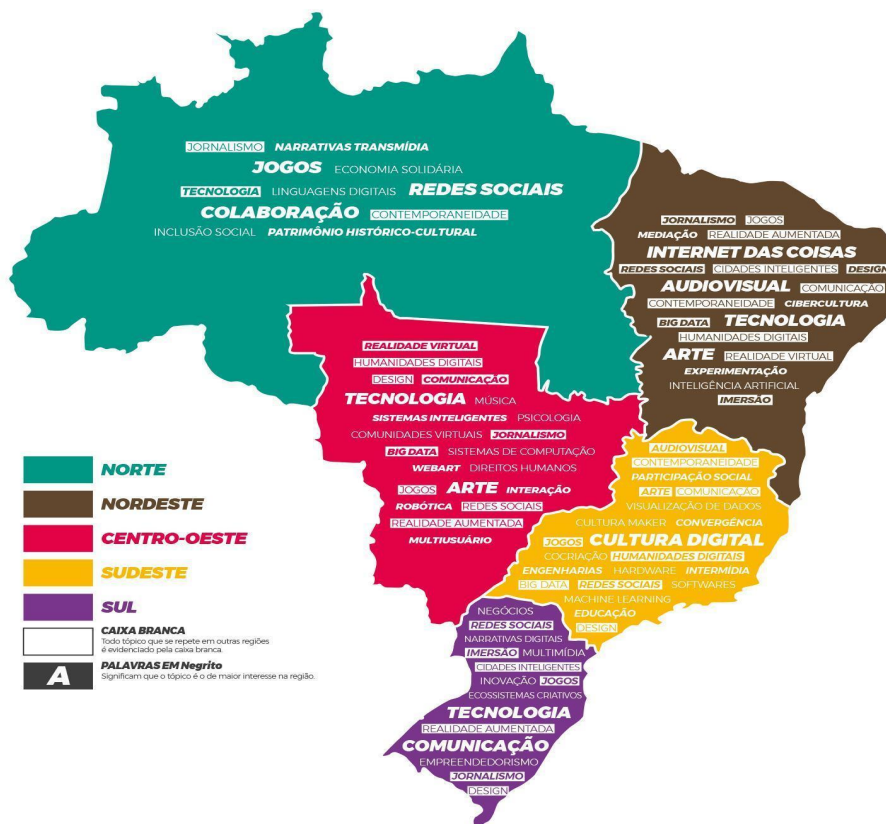 JORNALISMO NARRATIVAS TRANSMÍDIA
JOGOS ECONOMIA SOLIDÁRIA
TECNOLOGIA LINGUAGENS DIGITAIS REDES SOCIAIS
COLABORAÇÃO CONTEMPORANEIDADE
INCLUSÃO SOCIAL PATRIMÔNIO HISTÓRICO-CULTURAL
JORNALISMO JOGOS
MEDIAÇÃO REALIDADE AUMENTADA
INTERNET DAS COISAS
REDES SOCIAIS CIDADES INTELIGENTES DESIGN
AUDIOVISUAL COMUNICAÇÃO
CONTEMPORANEIDADE CIBERCULTURA
BIG DATA TECNOLOGIA
HUMANIDADES DIGITAIS
ARTE REALIDADE VIRTUAL
EXPERIMENTAÇÃO
INTELIGÊNCIA ARTIFICIAL
IMERSÃO
REALIDADE VIRTUAL
HUMANIDADES DIGITAIS
DESIGN COMUNICAÇÃO
TECNOLOGIA MÚSICA
SISTEMAS INTELIGENTES PSICOLOGIA
COMUNIDADES VIRTUAIS JORNALISMO
BIG DATA SISTEMAS DE COMPUTAÇÃO
WEBART DIREITOS HUMANOS
JOGOS ARTE INTERAÇÃO
ROBÓTICA REDES SOCIAIS
REALIDADE AUMENTADA
MULTIUSUÁRIO
AUDIOVISUAL
CONTEMPORANEIDADE
PARTICIPAÇÃO SOCIAL
ARTE COMUNICAÇÃO
VISUALIZAÇÃO DE DADOS
CULTURA MAKER CONVERGÊNCIA
JOGOS CULTURA DIGITAL
COCRIAÇÃO HUMANIDADES DIGITAIS
ENGENHARIAS HARDWARE INTERMÍDIA
BIG DATA REDES SOCIAIS SOFTWARES
MACHINE LEARNING
EDUCAÇÃO
DESIGN
NEGÓCIOS
REDES SOCIAIS
NARRATIVAS DIGITAIS
IMERSÃO MULTIMÍDIA
CIDADES INTELIGENTES
INOVAÇÃO JOGOS
ECOSSISTEMAS CRIATIVOS
TECNOLOGIA
REALIDADE AUMENTADA
COMUNICAÇÃO
EMPREENDEDORISMO
JORNALISMO
DESIGN
NORTE
NORDESTE
CENTRO-OESTE
SUDESTE
SUL
CAIXA BRANCA
Todo tópico que se repete em outras regiões
é evidenciado pela caixa branca.
A
PALAVRAS EM Negrito
Significam que o tópico é o de maior interesse na região.